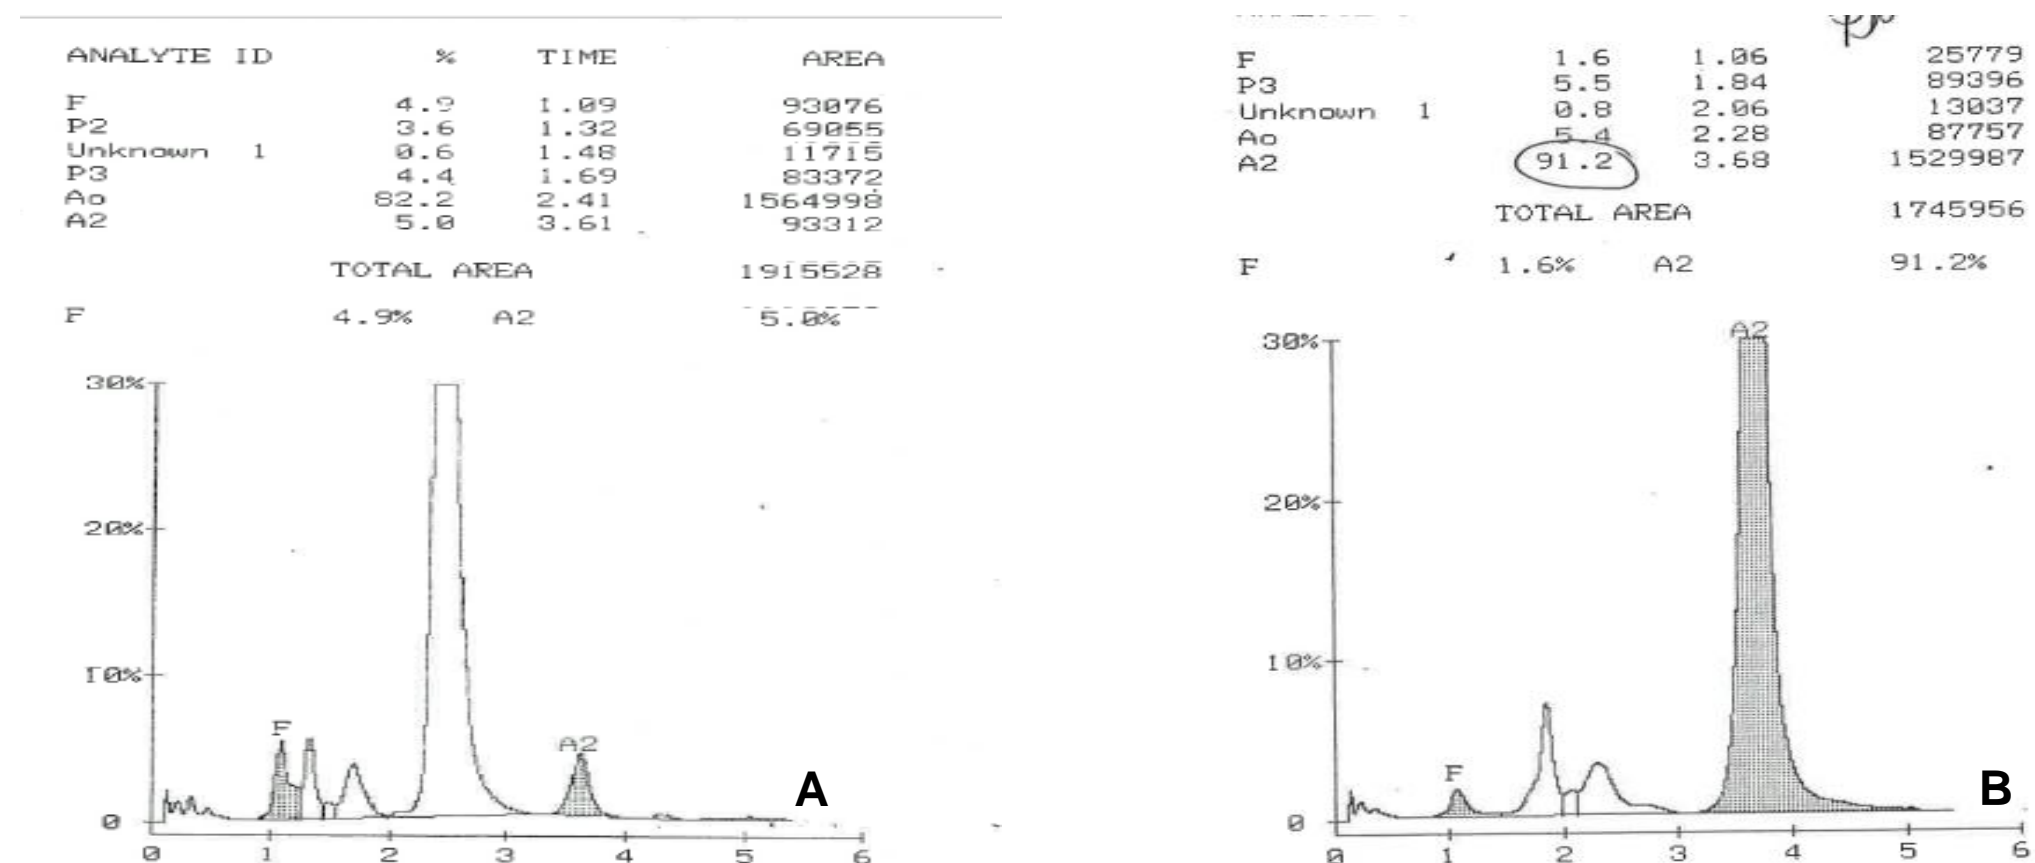 ANALYTE ID % TIME AREA
F 4.9 1.09 93076
P2 3.6 1.32 69055
Unknown 1 0.6 1.48 11715
P3 4.4 1.69 83372
Ao 82.2 2.41 1564998
A2 5.0 3.61 93312
TOTAL AREA 1915528
F 4.9% A2 5.0%
30%
20%
10%
0
F
A2
A
0 1 2 3 4 5 6
F 1.6 1.06 25779
P3 5.5 1.84 89396
Unknown 1 0.8 2.06 13037
Ao 5.4 2.28 87757
A2 91.2 3.68 1529987
TOTAL AREA 1745956
F 1.6% A2 91.2%
A2
30%
20%
10%
0
F
B
0 1 2 3 4 5 6